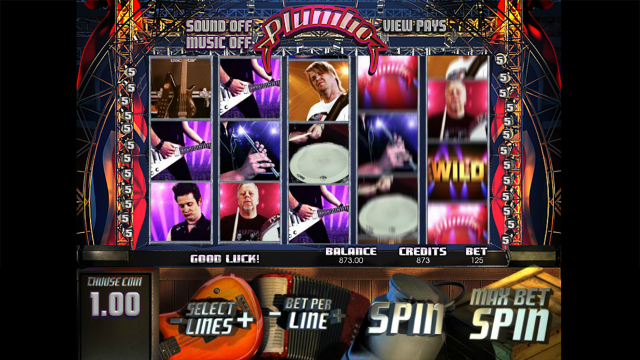 SOUND OFF
MUSIC OFF
Plumbo
VIEW PAYS
WILD
GOOD LUCK!
BALANCE
873.00
CREDITS
873
BET
125
CHOOSE COIN
1.00
SELECT
LINES +
- BET PER
LINE +
SPIN
MAX BET
SPIN